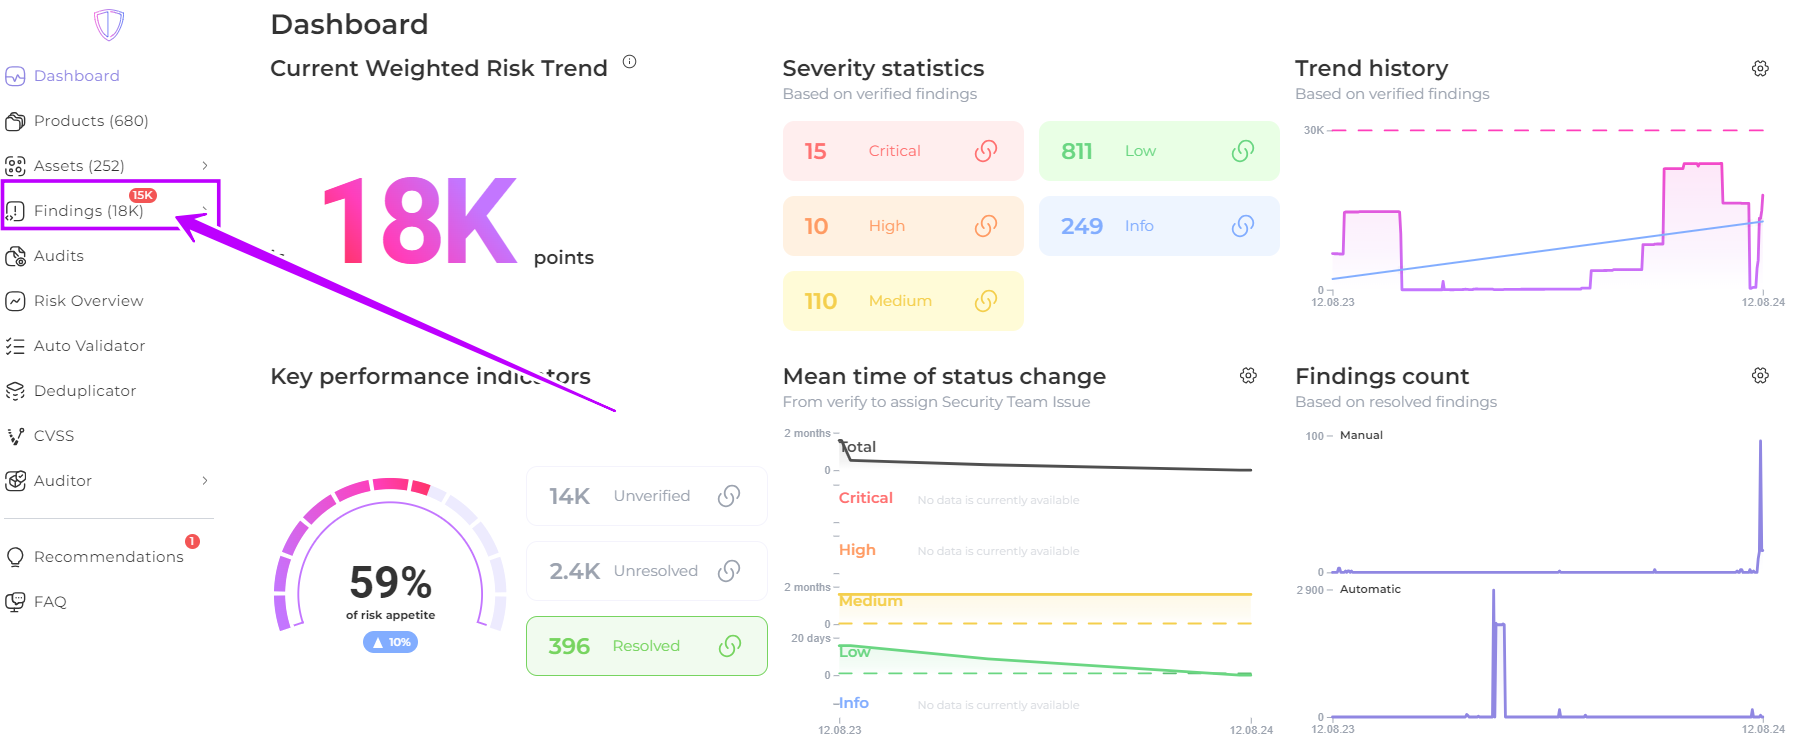 Dashboard
Products (680)
Assets (252)
15K
Findings (18K)
Audits
Risk Overview
Auto Validator
Deduplicator
CVSS
Auditor
1
Recommendations
FAQ
Dashboard
Current Weighted Risk Trend
18K points
Severity statistics
Based on verified findings
15 Critical
811 Low
10 High
249 Info
110 Medium
Trend history
Based on verified findings
30K
0
12.08.23 12.08.24
Key performance indicators
59%
of risk appetite
10%
14K Unverified
2.4K Unresolved
396 Resolved
Mean time of status change
From verify to assign Security Team Issue
2 months
Total
0
Critical No data is currently available
High No data is currently available
2 months
Medium
0
20 days
Low
0
Info No data is currently available
12.08.23 12.08.24
Findings count
Based on resolved findings
100 Manual
0
2 900 Automatic
0
12.08.23 12.08.24